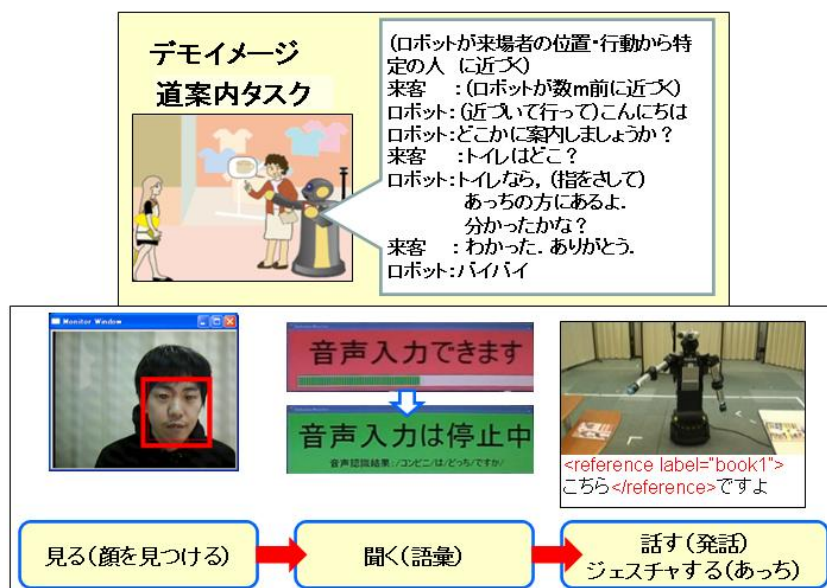 デモイメージ
道案内タスク
(ロボットが来場者の位置・行動から特
定の人 に近づく)
来客 :(ロボットが数m前に近づく)
ロボット:(近づいて行って)こんにちは
ロボット:どこかに案内しましょうか?
来客 :トイレはどこ?
ロボット:トイレなら, (指をさして)
あっちの方にあるよ.
分かったかな?
来客 : わかった. ありがとう.
ロボット:バイバイ
Monitor Window
音声入力できます
音声入力は停止中
音声認識結果:/コンビニ/は/どっち/ですか/
<reference label="book1">
こちら</reference>ですよ
見る(顔を見つける)
聞く(語彙)
話す(発話)
ジェスチャする(あっち)